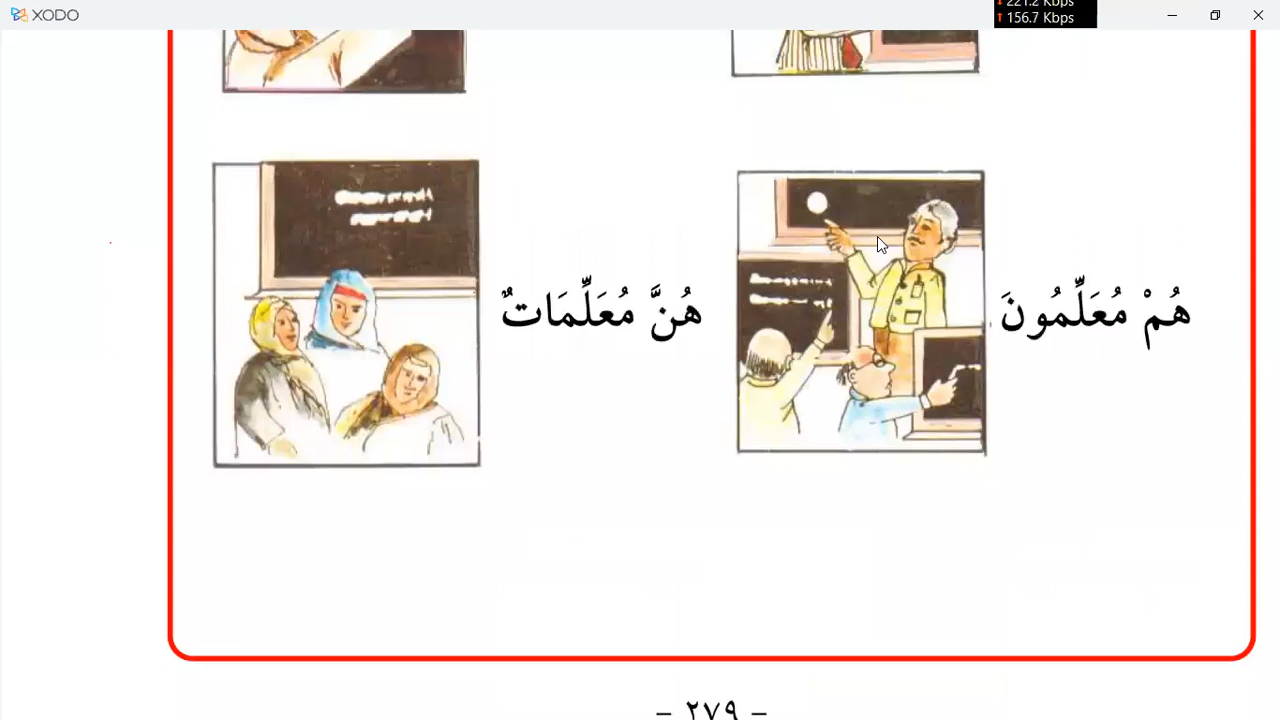 XODO
221.2 Kbps
156.7 Kbps
هُمْ مُعَلِّمُونَ
هُنَّ مُعَلِّمَاتٌ
- ٢٧٩ -